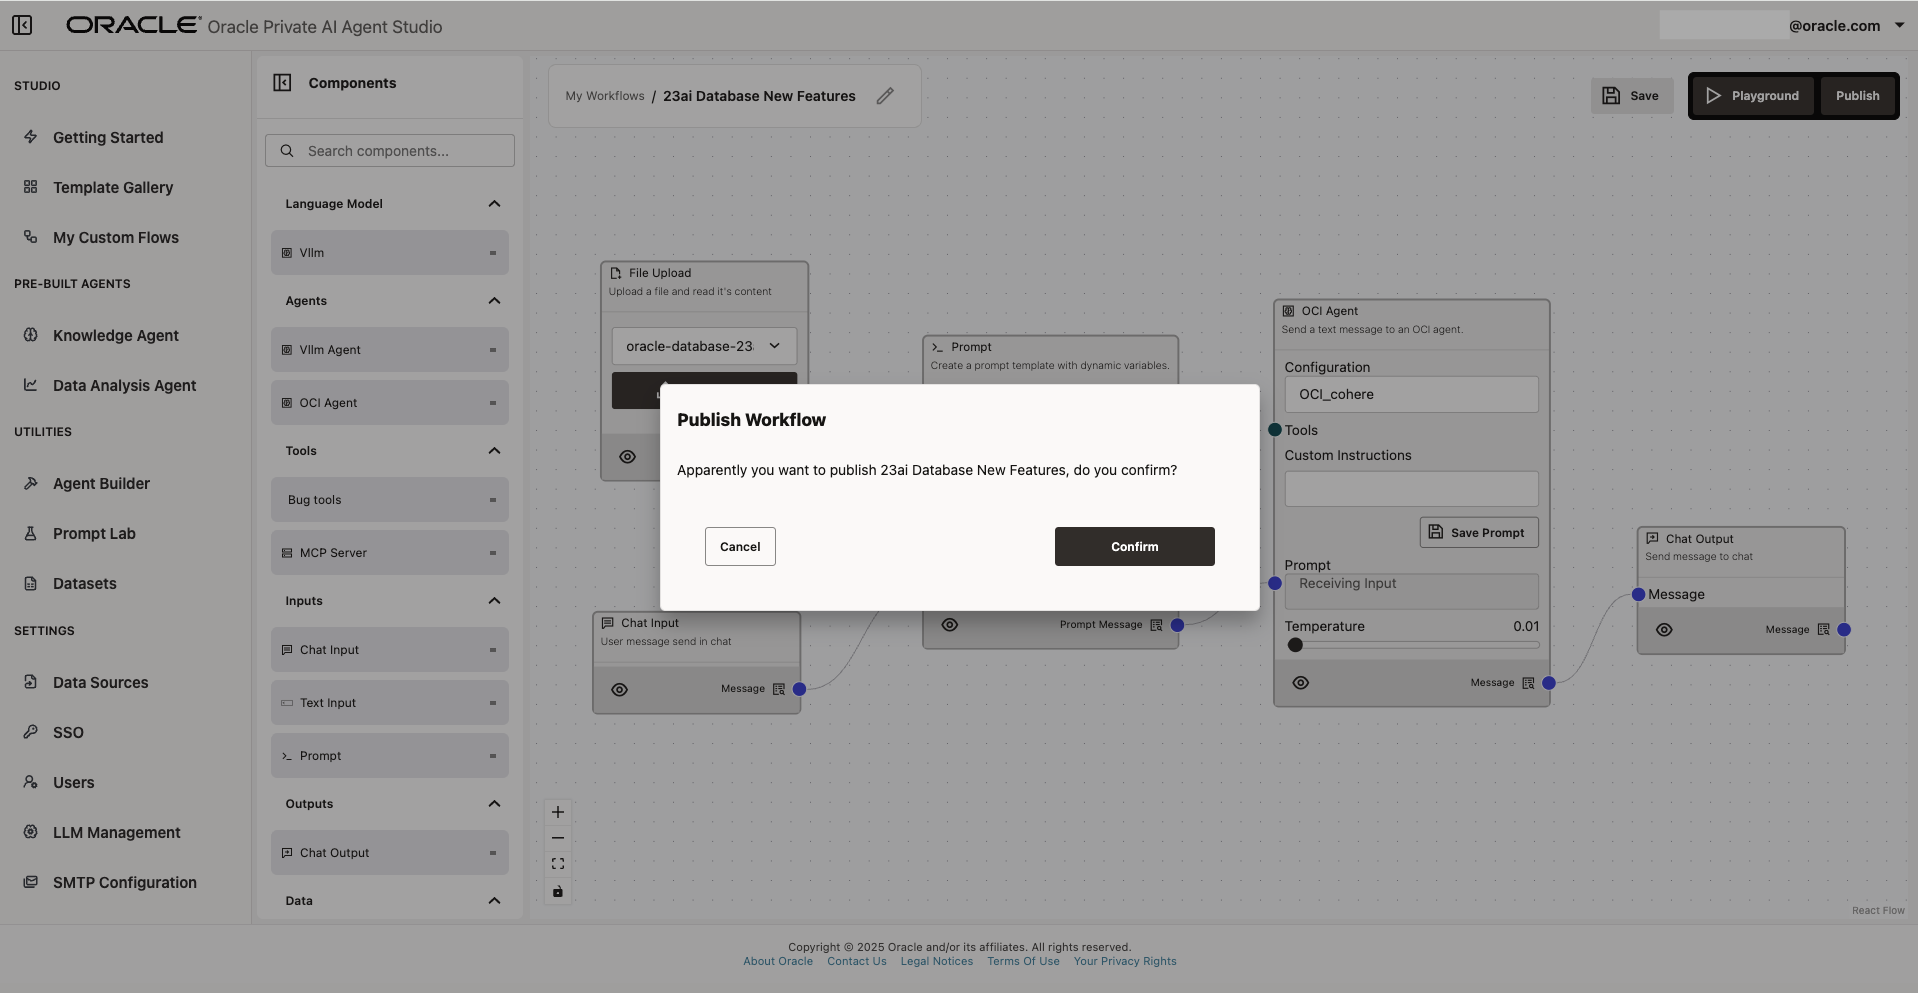 ORACLE® Oracle Private AI Agent Studio
@oracle.com
STUDIO
Getting Started
Template Gallery
My Custom Flows
PRE-BUILT AGENTS
Knowledge Agent
Data Analysis Agent
UTILITIES
Agent Builder
Prompt Lab
Datasets
SETTINGS
Data Sources
SSO
Users
LLM Management
SMTP Configuration
Components
Search components...
Language Model
Vllm
Agents
Vllm Agent
OCI Agent
Tools
Bug tools
MCP Server
Inputs
Chat Input
Text Input
Prompt
Outputs
Chat Output
Data
My Workflows / 23ai Database New Features
Save
Playground
Publish
File Upload
Upload a file and read it's content
oracle-database-23
Prompt
Create a prompt template with dynamic variables.
Publish Workflow
Apparently you want to publish 23ai Database New Features, do you confirm?
Cancel
Confirm
Chat Input
User message send in chat
Message
Prompt Message
OCI Agent
Send a text message to an OCI agent.
Configuration
OCI_cohere
Tools
Custom Instructions
Save Prompt
Prompt
Receiving Input
Temperature 0.01
Message
Chat Output
Send message to chat
Message
Message
React Flow
Copyright © 2025 Oracle and/or its affiliates. All rights reserved.
About Oracle Contact Us Legal Notices Terms Of Use Your Privacy Rights